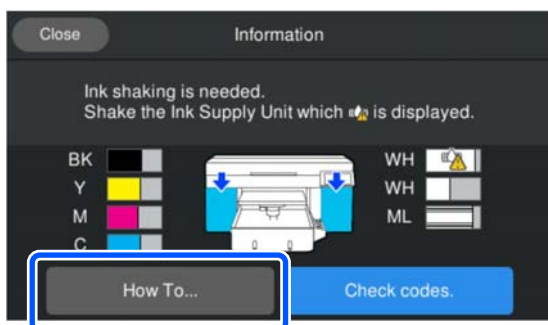 Close
Information
Ink shaking is needed.
Shake the Ink Supply Unit which is displayed.
BK
Y
M
C
WH
WH
ML
How To...
Check codes.